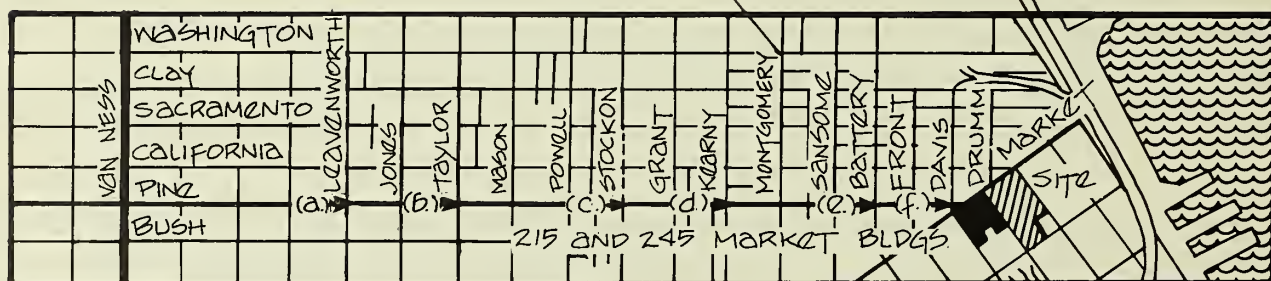 VAN NESS
WASHINGTON
CLAY
SACRAMENTO
CALIFORNIA
PINE
BUSH
LEAVENWORTH
JONES
TAYLOR
MASON
POWELL
STOCKON
GRANT
KEARNY
MONTGOMERY
SANSOME
BATTERY
FRONT
DAVIS
DRUMM
MARKE
SITE
(a.) (b.) (c.) (d.) (e.) (f.)
215 AND 245 MARKET BLDGS.